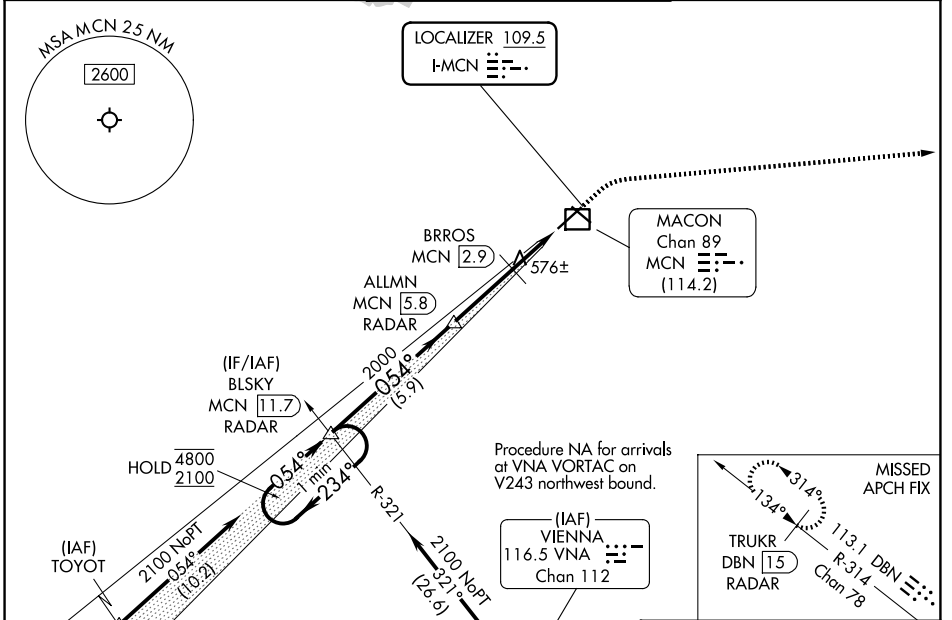 MSA MCN 25 NM
2600
LOCALIZER 109.5
I-MCN
MACON
Chan 89
MCN
(114.2)
BRROS
MCN 2.9
576±
ALLMN
MCN 5.8
RADAR
2000
054°
(5.9)
(IF/IAF)
BLSKY
MCN 11.7
RADAR
HOLD 4800
2100
054°
1 min
234°
R-321
2100 NoPT
321°
(26.6)
(IAF)
TOYOT
2100 NoPT
054°
(10.2)
Procedure NA for arrivals
at VNA VORTAC on
V243 northwest bound.
(IAF)
VIENNA
116.5 VNA
Chan 112
MISSED
APCH FIX
314°
134°
TRUKR
DBN 15
RADAR
113.1 DBN
R-314
Chan 78